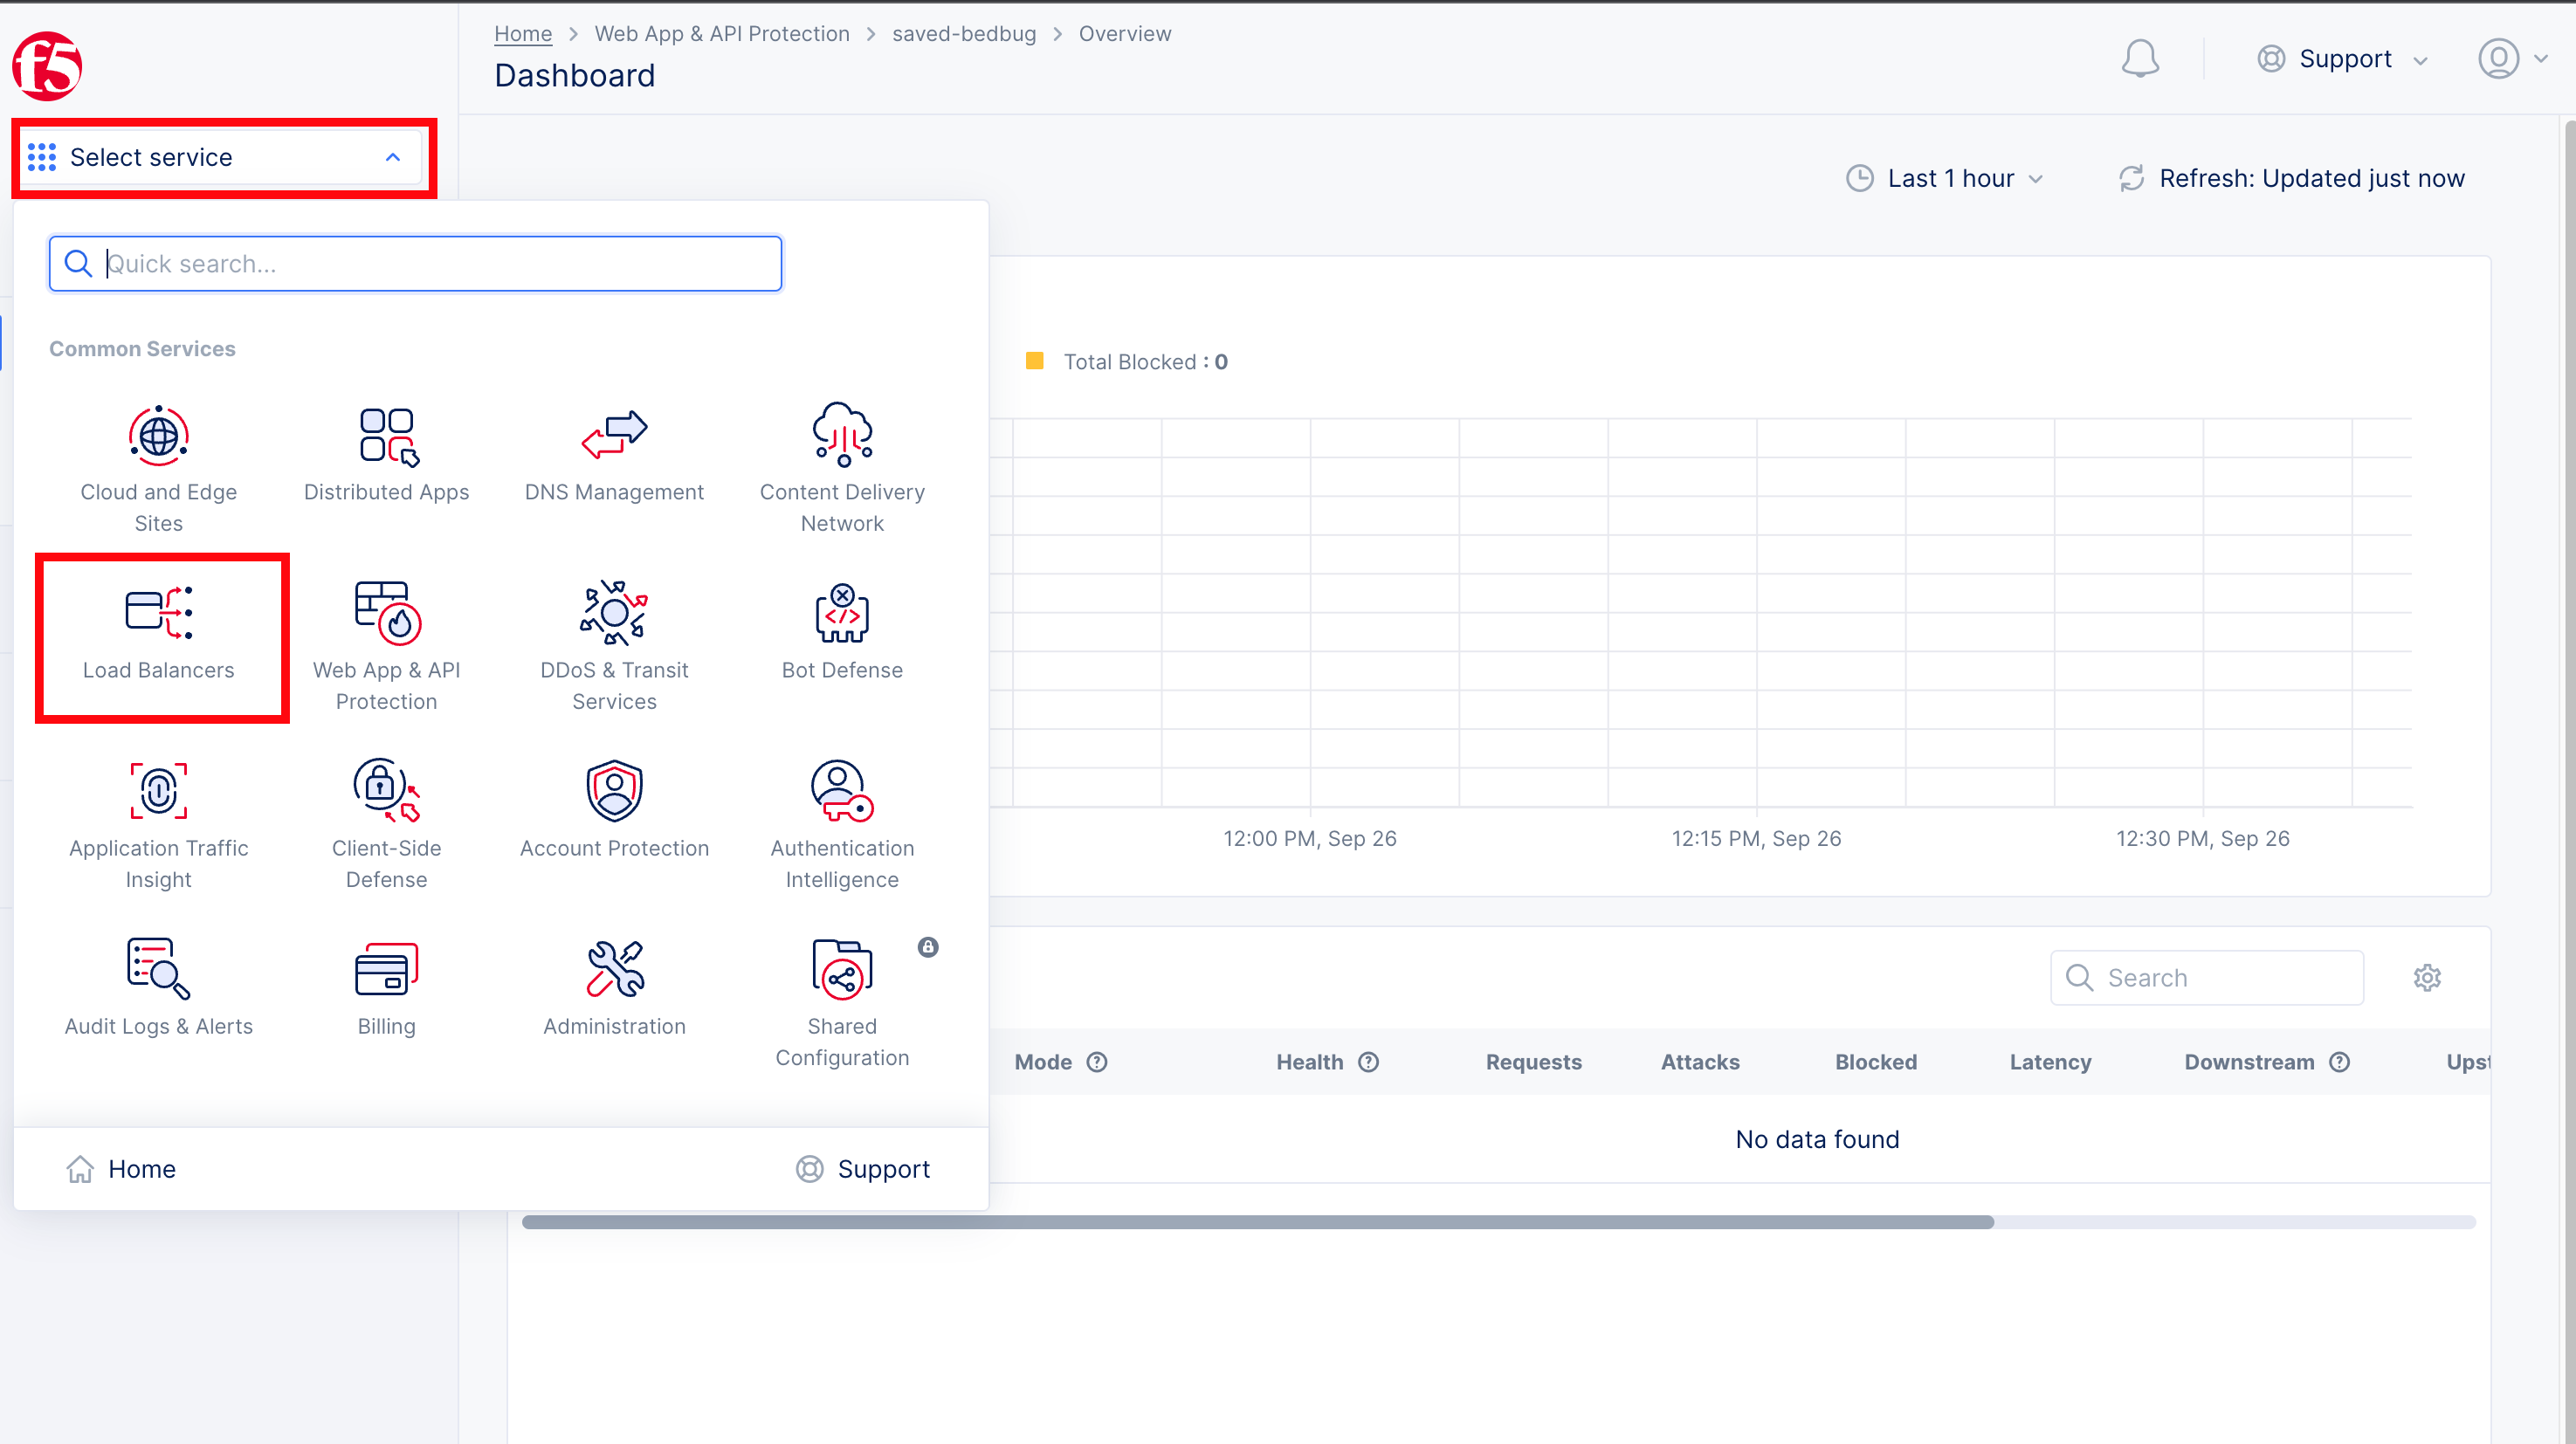 f5
Home > Web App & API Protection > saved-bedbug > Overview
Dashboard
Support
Select service
Last 1 hour
Refresh: Updated just now
Quick search...
Common Services
Total Blocked : 0
Cloud and Edge
Sites
Distributed Apps
DNS Management
Content Delivery
Network
Load Balancers
Web App & API
Protection
DDoS & Transit
Services
Bot Defense
Application Traffic
Insight
Client-Side
Defense
Account Protection
Authentication
Intelligence
12:00 PM, Sep 26
12:15 PM, Sep 26
12:30 PM, Sep 26
Audit Logs & Alerts
Billing
Administration
Shared
Configuration
Search
Mode Health Requests Attacks Blocked Latency Downstream
No data found
Home
Support